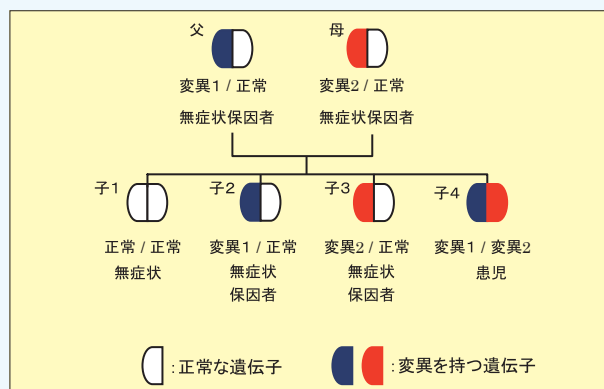 父
母
変異1 / 正常
変異2 / 正常
無症状保因者
無症状保因者
子1
子2
子3
子4
正常 / 正常
変異1 / 正常
変異2 / 正常
変異1 / 変異2
無症状
無症状
無症状
患児
保因者
保因者
:正常な遺伝子
:変異を持つ遺伝子